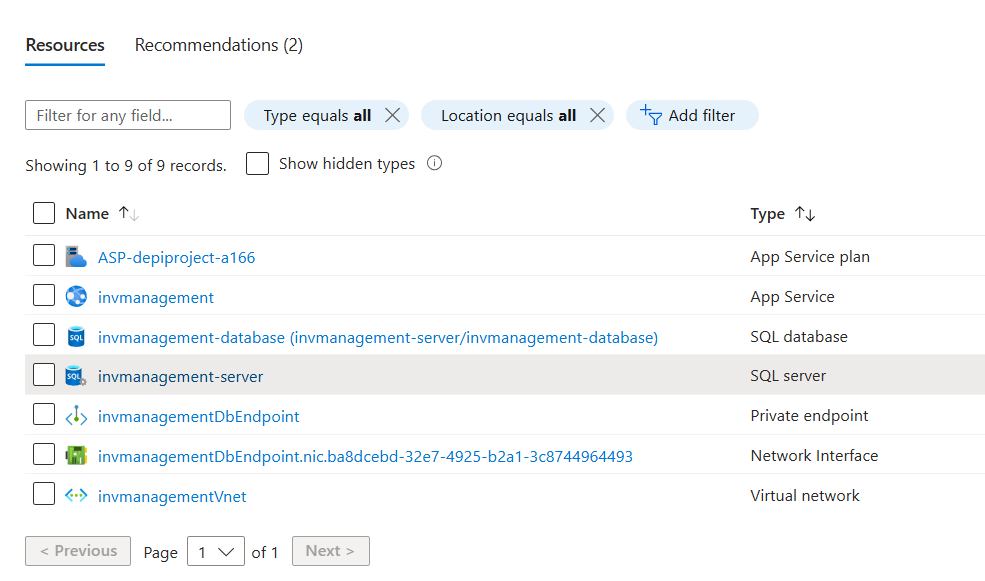 Resources Recommendations (2)
Filter for any field... Type equals all Location equals all Add filter
Showing 1 to 9 of 9 records. Show hidden types
Name Type
ASP-depiproject-a166 App Service plan
invmanagement App Service
SQL invmanagement-database (invmanagement-server/invmanagement-database) SQL database
SQL invmanagement-server SQL server
invmanagementDbEndpoint Private endpoint
invmanagementDbEndpoint.nic.ba8dcebd-32e7-4925-b2a1-3c8744964493 Network Interface
invmanagementVnet Virtual network
< Previous Page 1 of 1 Next >